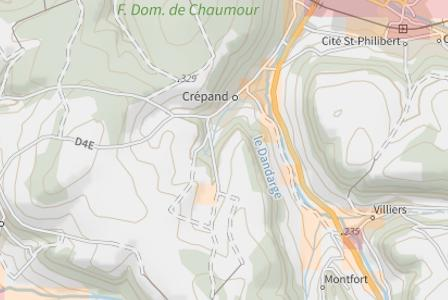 F. Dom. de Chaumour
Cité St-Philibert
C
.329
Crépand
D4E
le Dandarge
Villiers
.235
Montfort